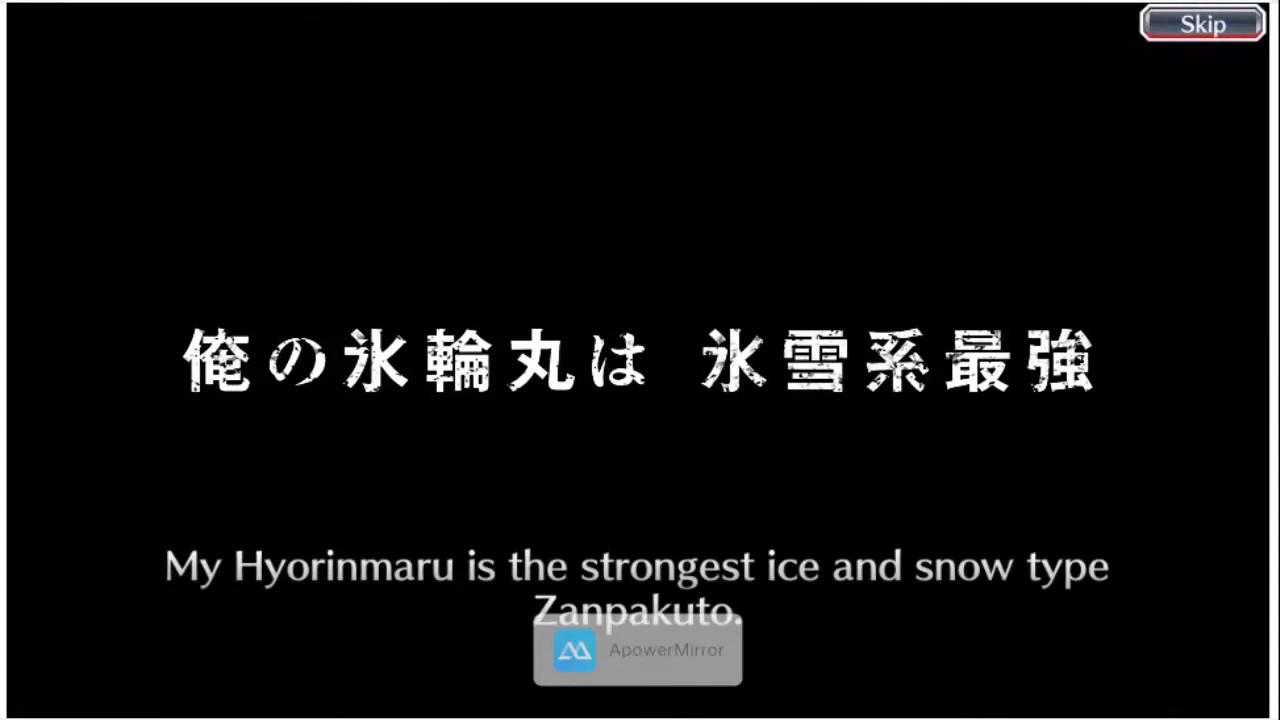 Skip
俺の氷輪丸は 氷雪系最強
My Hyorinmaru is the strongest ice and snow type
Zanpakuto.
ApowerMirror